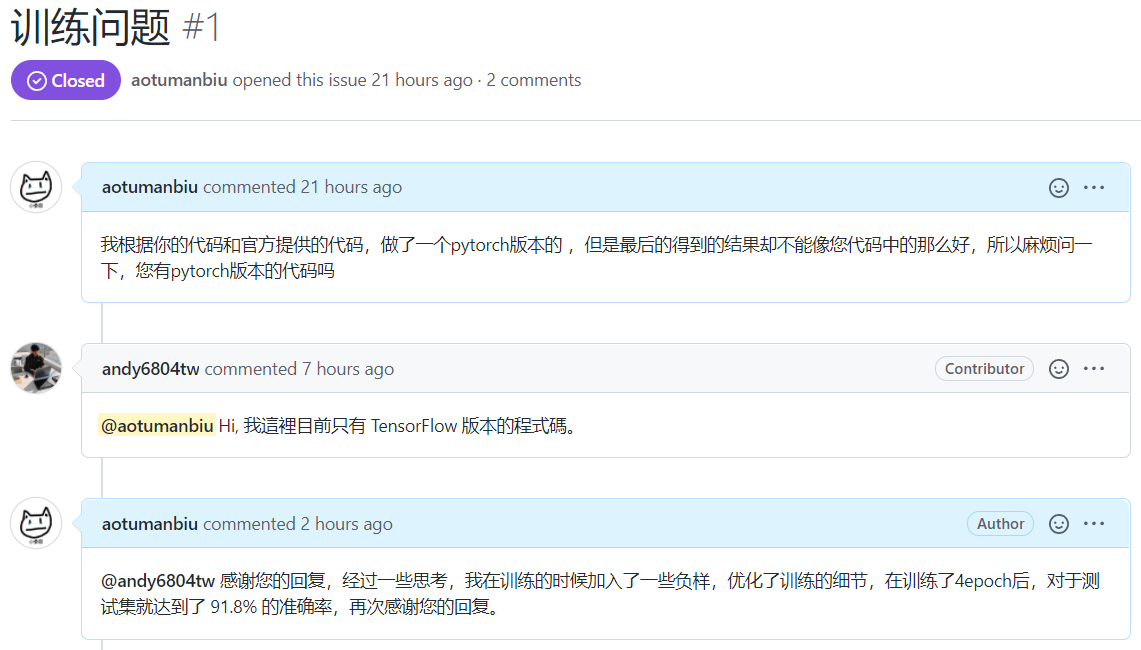 训练问题 #1
Closed aotumanbiu opened this issue 21 hours ago · 2 comments
aotumanbiu commented 21 hours ago
我根据你的代码和官方提供的代码，做了一个pytorch版本的 ，但是最后的得到的结果却不能像您代码中的那么好，所以麻烦问一
下，您有pytorch版本的代码吗
andy6804tw commented 7 hours ago Contributor
@aotumanbiu Hi, 我這裡目前只有 TensorFlow 版本的程式碼。
aotumanbiu commented 2 hours ago Author
@andy6804tw 感谢您的回复，经过一些思考，我在训练的时候加入了一些负样，优化了训练的细节，在训练了4epoch后，对于测
试集就达到了 91.8% 的准确率，再次感谢您的回复。